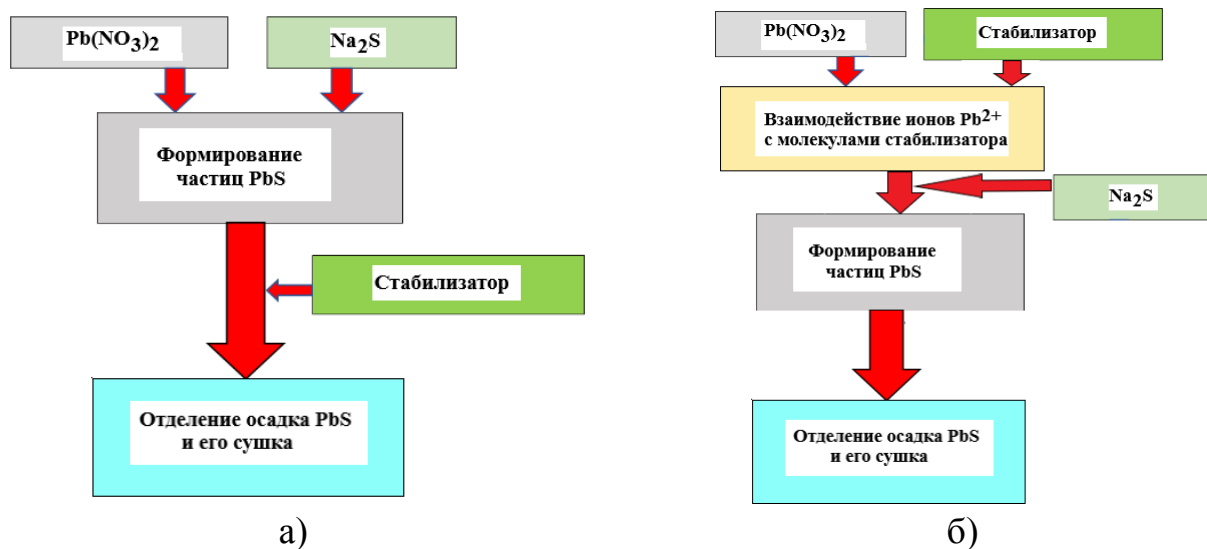 Pb(NO3)2
Na2S
Формирование
частиц PbS
Стабилизатор
Отделение осадка PbS
и его сушка
а)
Pb(NO3)2
Стабилизатор
Взаимодействие ионов Pb2+
с молекулами стабилизатора
Na2S
Формирование
частиц PbS
Отделение осадка PbS
и его сушка
б)